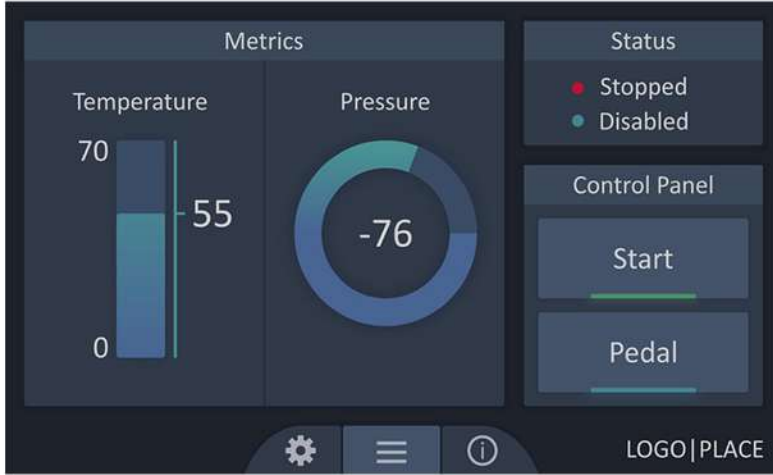 Metrics
Temperature
70
55
0
Pressure
-76
Status
Stopped
Disabled
Control Panel
Start
Pedal
LOGO|PLACE